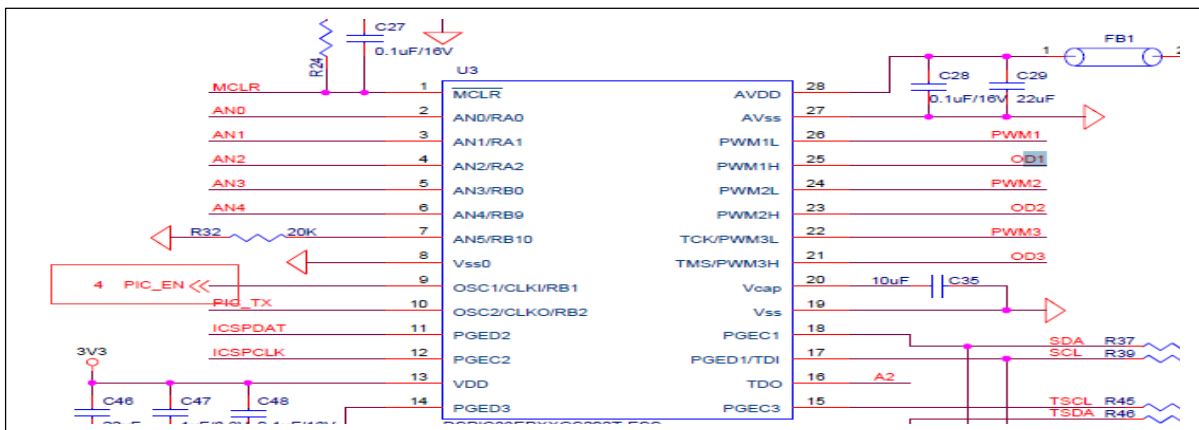 C27
0.1uF/16V
R24
FB1
1
U3
C28
0.1uF/16V
C29
22uF
MCLR 1 MCLR AVDD 28
AN0 2 AN0/RA0 AVss 27
AN1 3 AN1/RA1 PWM1L 26 PWM1
AN2 4 AN2/RA2 PWM1H 25 OD1
AN3 5 AN3/RB0 PWM2L 24 PWM2
AN4 6 AN4/RB9 PWM2H 23 OD2
R32 20K 7 AN5/RB10 TCK/PWM3L 22 PWM3
8 Vss0 TMS/PWM3H 21 OD3
4 PIC_EN 9 OSC1/CLKI/RB1 Vcap 20 10uF C35
PIC_TX 10 OSC2/CLKO/RB2 Vss 19
ICSPDAT 11 PGED2 PGEC1 18 SDA R37
ICSPCLK 12 PGEC2 PGED1/TDI 17 SCL R39
3V3 13 VDD TDO 16 A2
14 PGED3 PGEC3 15 TSCL R45
TSDA R46
C46
C47
C48